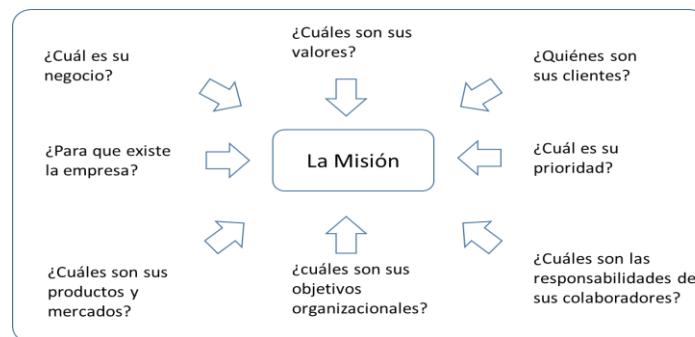 ¿Cuál es su
negocio?
¿Cuáles son sus
valores?
¿Quiénes son
sus clientes?
¿Para que existe
la empresa?
La Misión
¿Cuál es su
prioridad?
¿Cuáles son sus
productos y
mercados?
¿cuáles son sus
objetivos
organizacionales?
¿Cuáles son las
responsabilidades de
sus colaboradores?